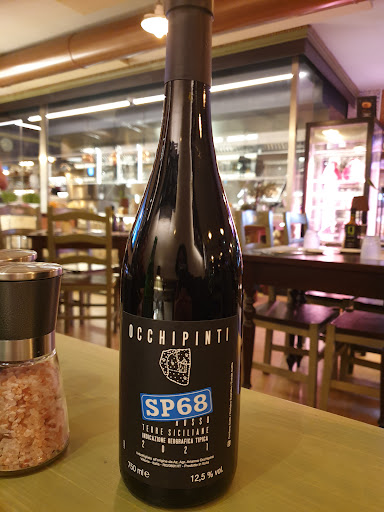 OCCHIPINTI
SP68
ROSSO
TERRE SICILIANE
INDICAZIONE GEOGRAFICA TIPICA
2021
750 ml e
12,5 % vol.